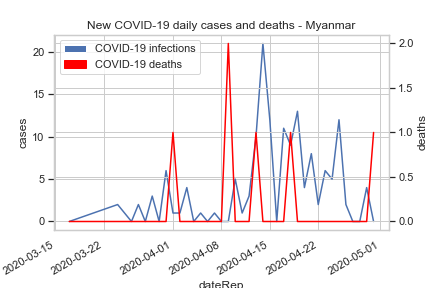 New COVID-19 daily cases and deaths - Myanmar
COVID-19 infections
COVID-19 deaths
20
15
10
5
0
cases
2.0
1.5
1.0
0.5
0.0
deaths
2020-03-15
2020-03-22
2020-04-01
2020-04-08
2020-04-15
2020-04-22
2020-05-01
dateRep